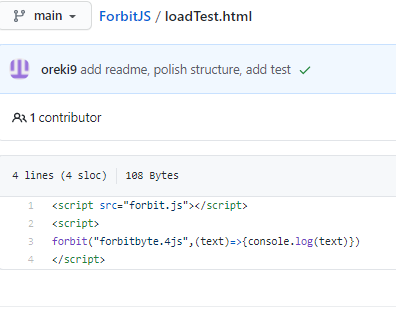 main ForbitJS / loadTest.html
oreki9 add readme, polish structure, add test
1 contributor
4 lines (4 sloc) 108 Bytes
1 <script src="forbit.js"></script>
2 <script>
3 forbit("forbitbyte.4js",(text)=>{console.log(text)})
4 </script>